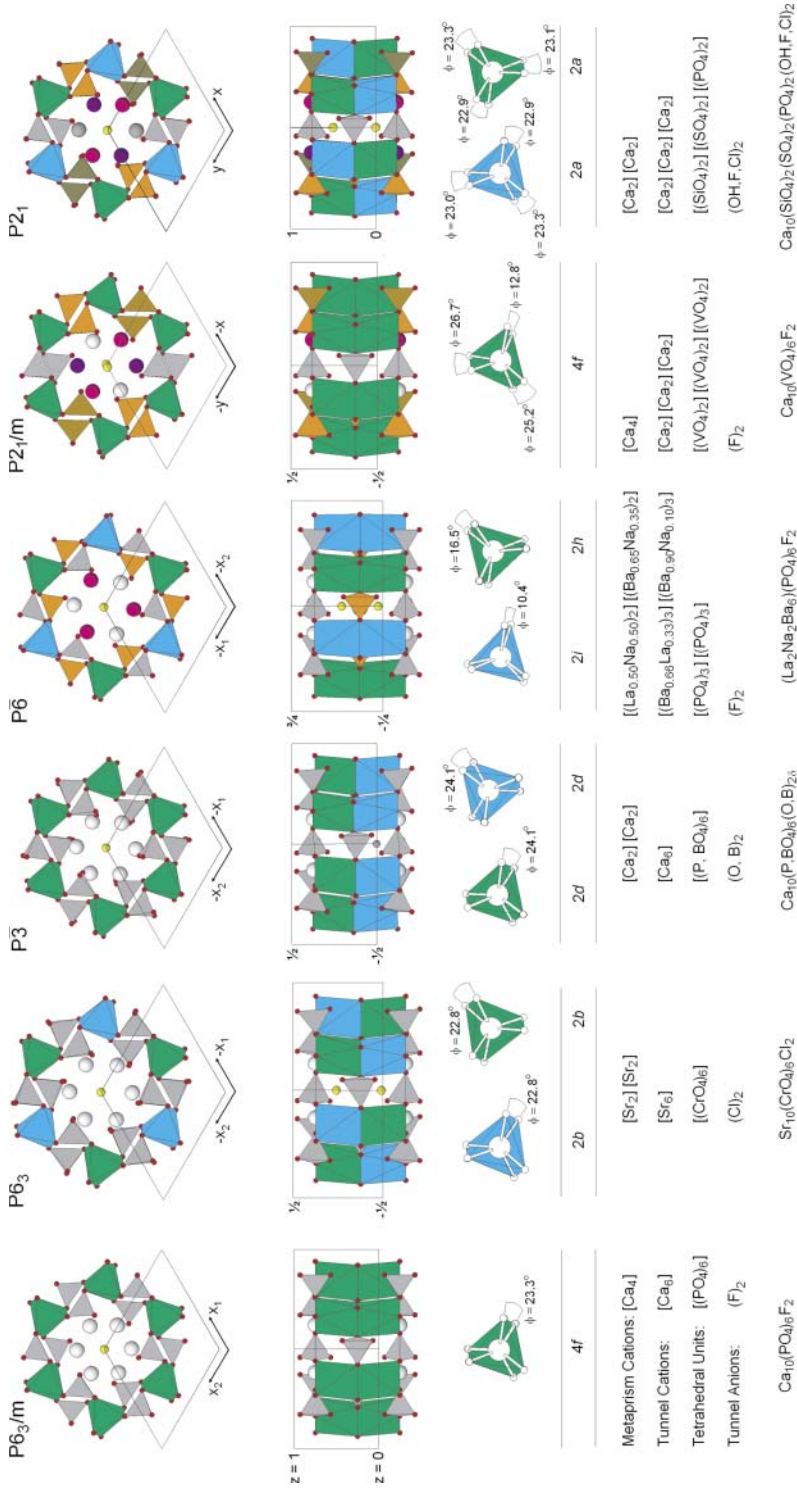 P6₃/m P6₃ P3̅ P6̅ P2₁/m P2₁
x₂ x₁ -x₂ -x₁ -x₂ -x₁ -x₁ -x₂ -y -x y x
z = 1 ½ ½ ¾ ½ 1
z = 0 -½ -½ -¼ -½ 0
ϕ = 23.3° ϕ = 22.8° ϕ = 22.8° ϕ = 24.1° ϕ = 24.1° ϕ = 10.4° ϕ = 16.5° ϕ = 25.2° ϕ = 26.7° ϕ = 12.8° ϕ = 23.3° ϕ = 23.0° ϕ = 22.9° ϕ = 22.9° ϕ = 23.3° ϕ = 23.1°
4f 2b 2b 2d 2d 2i 2h 4f 2a 2a
Metaprism Cations: [Ca₄] [Sr₂] [Sr₂] [Ca₂] [Ca₂] [(La₀.₅₀Na₀.₅₀)₂] [(Ba₀.₆₅Na₀.₃₅)₂] [Ca₄] [Ca₂] [Ca₂]
Tunnel Cations: [Ca₆] [Sr₆] [Ca₆] [(Ba₀.₆₆La₀.₃₃)₃] [(Ba₀.₉₀Na₀.₁₀)₃] [Ca₂] [Ca₂] [Ca₂] [Ca₂] [Ca₂] [Ca₂]
Tetrahedral Units: [(PO₄)₆] [(CrO₄)₆] [(P, BO₄)₆] [(PO₄)₃] [(PO₄)₃] [(VO₄)₂] [(VO₄)₂] [(VO₄)₂] [(SiO₄)₂] [(SO₄)₂] [(PO₄)₂]
Tunnel Anions: (F)₂ (Cl)₂ (O, B)₂ (F)₂ (F)₂ (OH,F,Cl)₂
Ca₁₀(PO₄)₆F₂ Sr₁₀(CrO₄)₆Cl₂ Ca₁₀(P,BO₄)₆(O,B)₂δ (La₂Na₂Ba₆)(PO₄)₆F₂ Ca₁₀(VO₄)₆F₂ Ca₁₀(SiO₄)₂(SO₄)₂(PO₄)₂(OH,F,Cl)₂